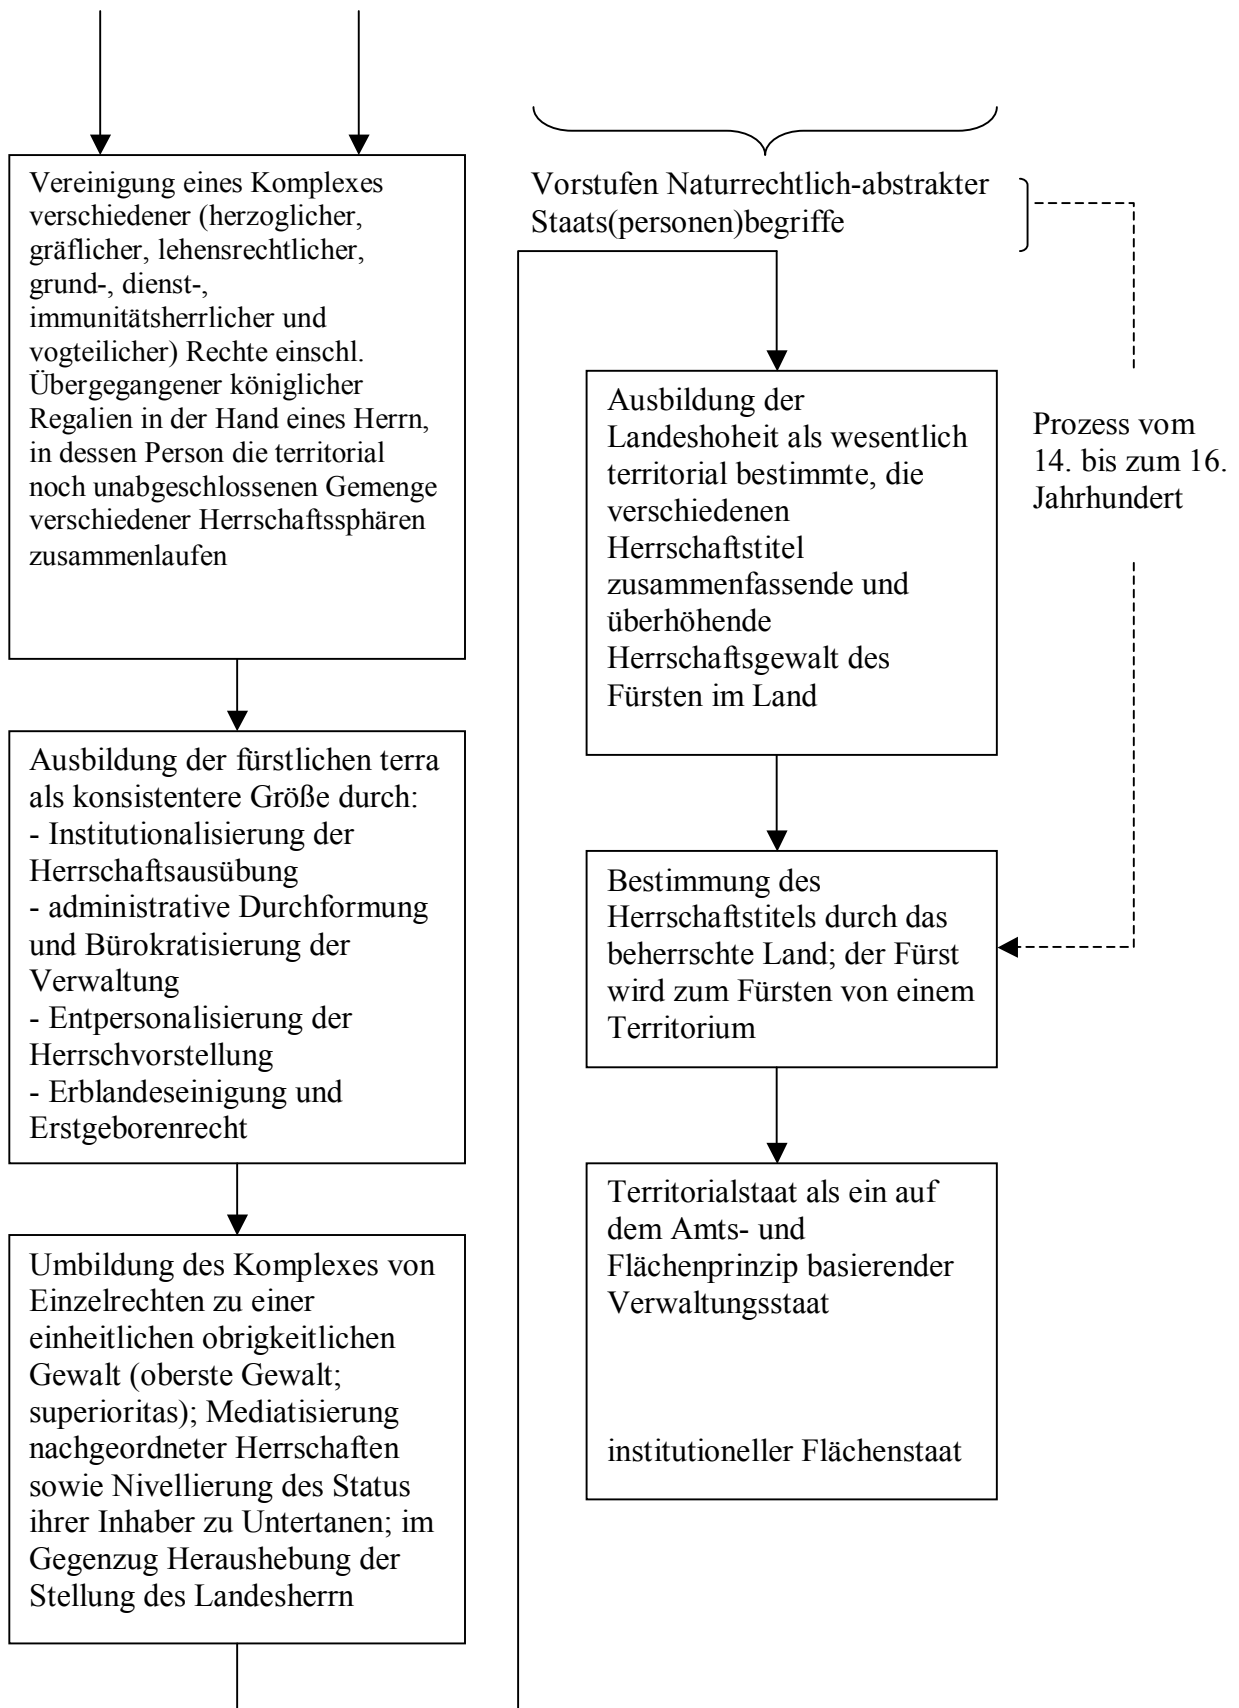 Vereinigung eines Komplexes
verschiedener (herzoglicher,
gräflicher, lehensrechtlicher,
grund-, dienst-,
immunitätsherrlicher und
vogteilicher) Rechte einschl.
Übergegangener königlicher
Regalien in der Hand eines Herrn,
in dessen Person die territorial
noch unabgeschlossenen Gemenge
verschiedener Herrschaftssphären
zusammenlaufen
Ausbildung der fürstlichen terra
als konsistentere Größe durch:
- Institutionalisierung der
Herrschaftsausübung
- administrative Durchformung
und Bürokratisierung der
Verwaltung
- Entpersonalisierung der
Herrschvorstellung
- Erblandeseinigung und
Erstgeborenrecht
Umbildung des Komplexes von
Einzelrechten zu einer
einheitlichen obrigkeitlichen
Gewalt (oberste Gewalt;
superioritas); Mediatisierung
nachgeordneter Herrschaften
sowie Nivellierung des Status
ihrer Inhaber zu Untertanen; im
Gegenzug Heraushebung der
Stellung des Landesherrn
Vorstufen Naturrechtlich-abstrakter
Staats(personen)begriffe
Ausbildung der
Landeshoheit als wesentlich
territorial bestimmte, die
verschiedenen
Herrschaftstitel
zusammenfassende und
überhöhende
Herrschaftsgewalt des
Fürsten im Land
Prozess vom
14. bis zum 16.
Jahrhundert
Bestimmung des
Herrschaftstitels durch das
beherrschte Land; der Fürst
wird zum Fürsten von einem
Territorium
Territorialstaat als ein auf
dem Amts- und
Flächenprinzip basierender
Verwaltungsstaat
institutioneller Flächenstaat